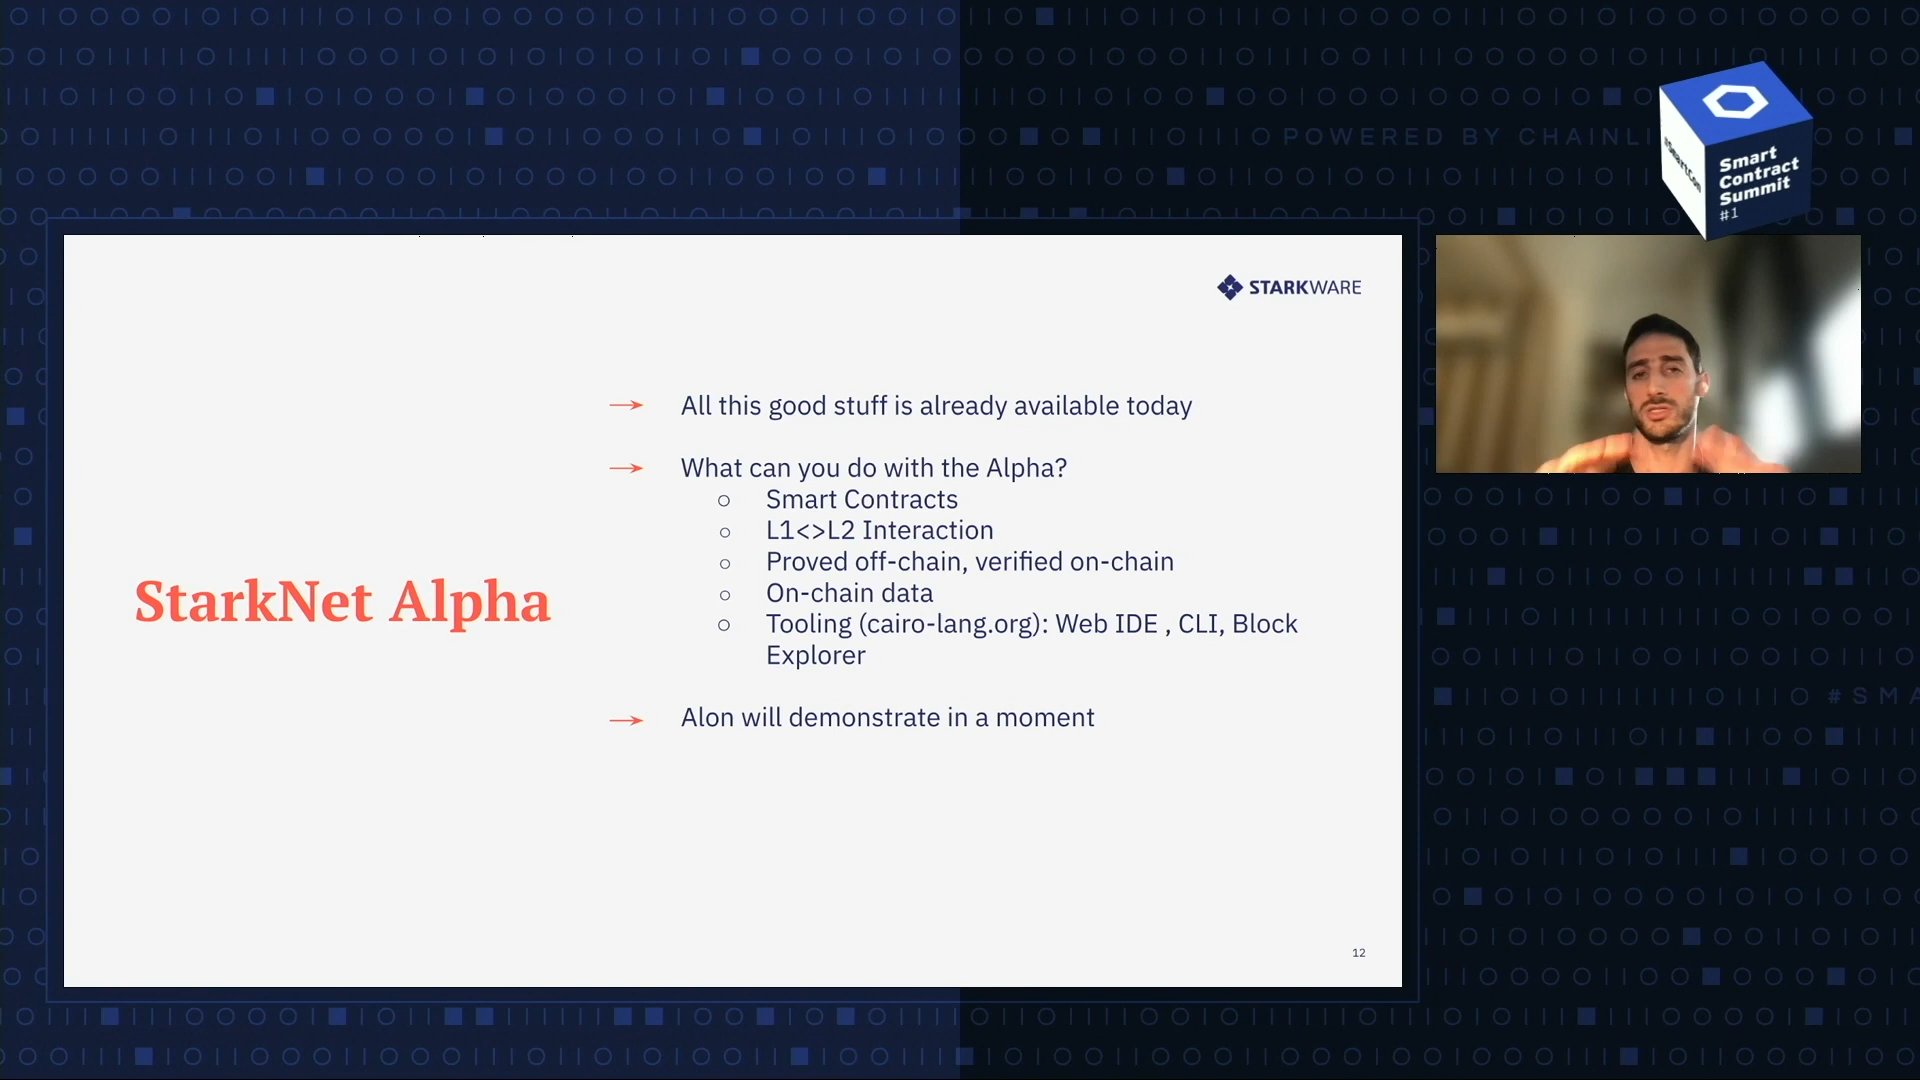 POWERED BY CHAINLI
#SmartCon
Smart
Contract
Summit
#1
STARKWARE
StarkNet Alpha
All this good stuff is already available today
What can you do with the Alpha?
Smart Contracts
L1<>L2 Interaction
Proved off-chain, verified on-chain
On-chain data
Tooling (cairo-lang.org): Web IDE , CLI, Block
Explorer
Alon will demonstrate in a moment
#SMA
12